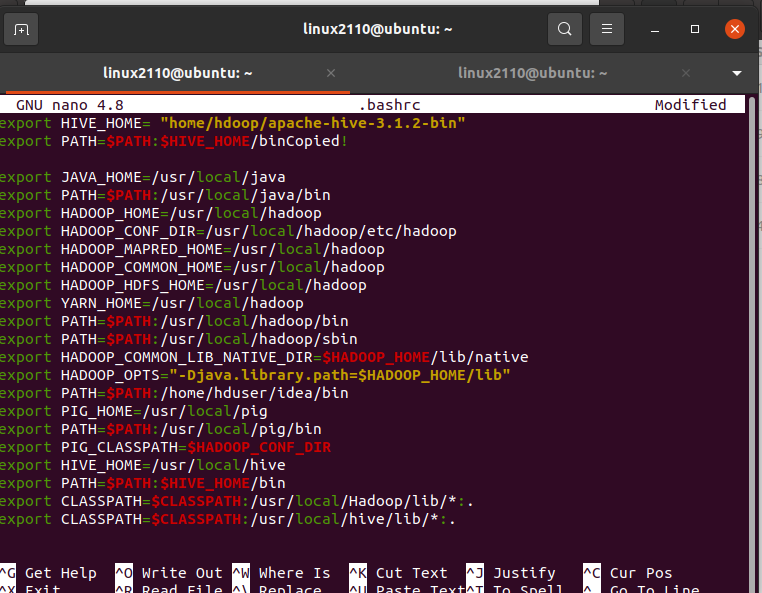 linux2110@ubuntu: ~
linux2110@ubuntu: ~ linux2110@ubuntu: ~
GNU nano 4.8 .bashrc Modified
export HIVE_HOME= "home/hdoop/apache-hive-3.1.2-bin"
export PATH=$PATH:$HIVE_HOME/binCopied!
export JAVA_HOME=/usr/local/java
export PATH=$PATH:/usr/local/java/bin
export HADOOP_HOME=/usr/local/hadoop
export HADOOP_CONF_DIR=/usr/local/hadoop/etc/hadoop
export HADOOP_MAPRED_HOME=/usr/local/hadoop
export HADOOP_COMMON_HOME=/usr/local/hadoop
export HADOOP_HDFS_HOME=/usr/local/hadoop
export YARN_HOME=/usr/local/hadoop
export PATH=$PATH:/usr/local/hadoop/bin
export PATH=$PATH:/usr/local/hadoop/sbin
export HADOOP_COMMON_LIB_NATIVE_DIR=$HADOOP_HOME/lib/native
export HADOOP_OPTS="-Djava.library.path=$HADOOP_HOME/lib"
export PATH=$PATH:/home/hduser/idea/bin
export PIG_HOME=/usr/local/pig
export PATH=$PATH:/usr/local/pig/bin
export PIG_CLASSPATH=$HADOOP_CONF_DIR
export HIVE_HOME=/usr/local/hive
export PATH=$PATH:$HIVE_HOME/bin
export CLASSPATH=$CLASSPATH:/usr/local/Hadoop/lib/*:.
export CLASSPATH=$CLASSPATH:/usr/local/hive/lib/*:.
^G Get Help ^O Write Out ^W Where Is ^K Cut Text ^J Justify ^C Cur Pos
^X Exit ^R Read File ^\ Replace ^U Paste Text ^T To Spell ^_ Go To Line